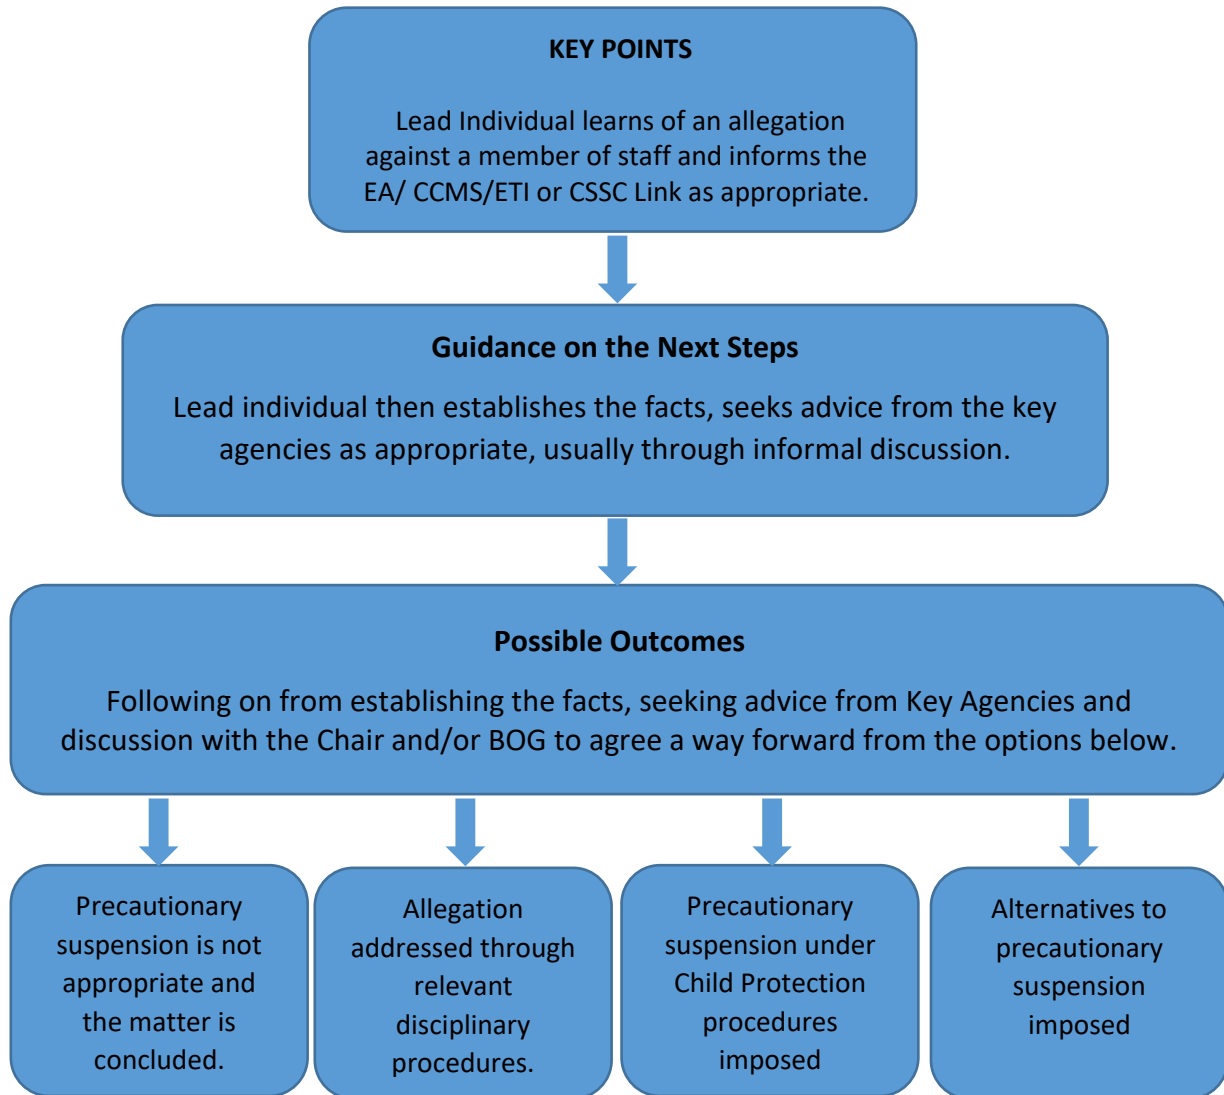 KEY POINTS
Lead Individual learns of an allegation
against a member of staff and informs the
EA/ CCMS/ETI or CSSC Link as appropriate.
Guidance on the Next Steps
Lead individual then establishes the facts, seeks advice from the key
agencies as appropriate, usually through informal discussion.
Possible Outcomes
Following on from establishing the facts, seeking advice from Key Agencies and
discussion with the Chair and/or BOG to agree a way forward from the options below.
Precautionary
suspension is not
appropriate and
the matter is
concluded.
Allegation
addressed through
relevant
disciplinary
procedures.
Precautionary
suspension under
Child Protection
procedures
imposed
Alternatives to
precautionary
suspension
imposed